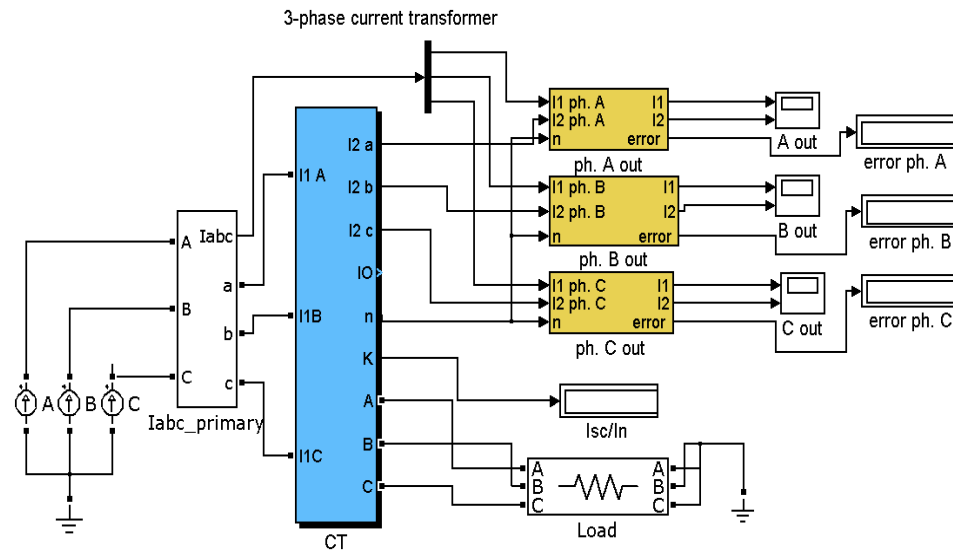 3-phase current transformer
I1 ph. A
I2 ph. A
n
I1
I2
error
ph. A out
A out
error ph. A
I1 ph. B
I2 ph. B
n
I1
I2
error
ph. B out
B out
error ph. B
I1 ph. C
I2 ph. C
n
I1
I2
error
ph. C out
C out
error ph. C
I1 A
I1B
I1C
I2 a
I2 b
I2 c
IO
n
K
A
B
C
CT
A
B
C
Iabc
a
b
c
Iabc_primary
A
B
C
Isc/In
A
B
C
A
B
C
Load